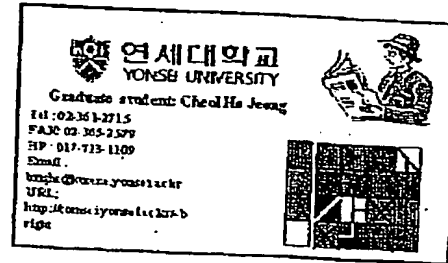 연세대학교
YONSEI UNIVERSITY
Graduate student: Cheol Ha Jeong
Tel : 02-361-2715
FAX: 02-365-2579
HP : 017-713-1109
Email :
URL: